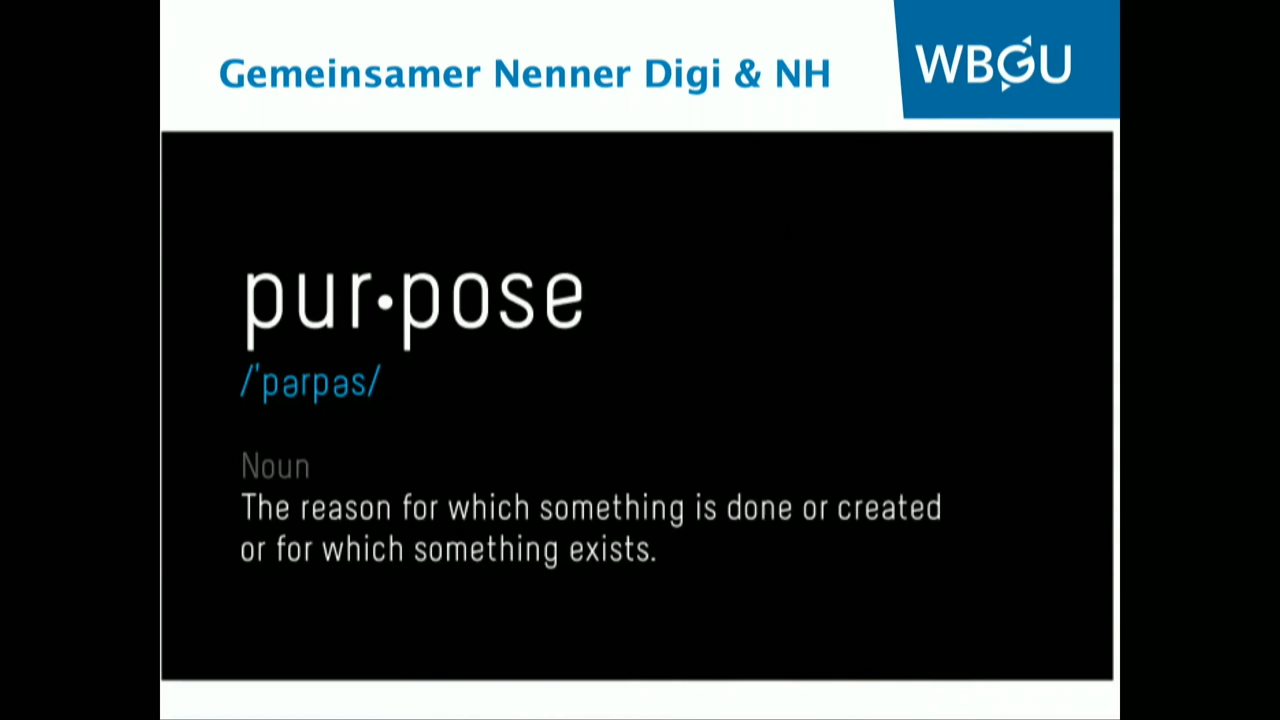 Gemeinsamer Nenner Digi & NH
WBGU
pur•pose
/'pərpəs/
Noun
The reason for which something is done or created
or for which something exists.